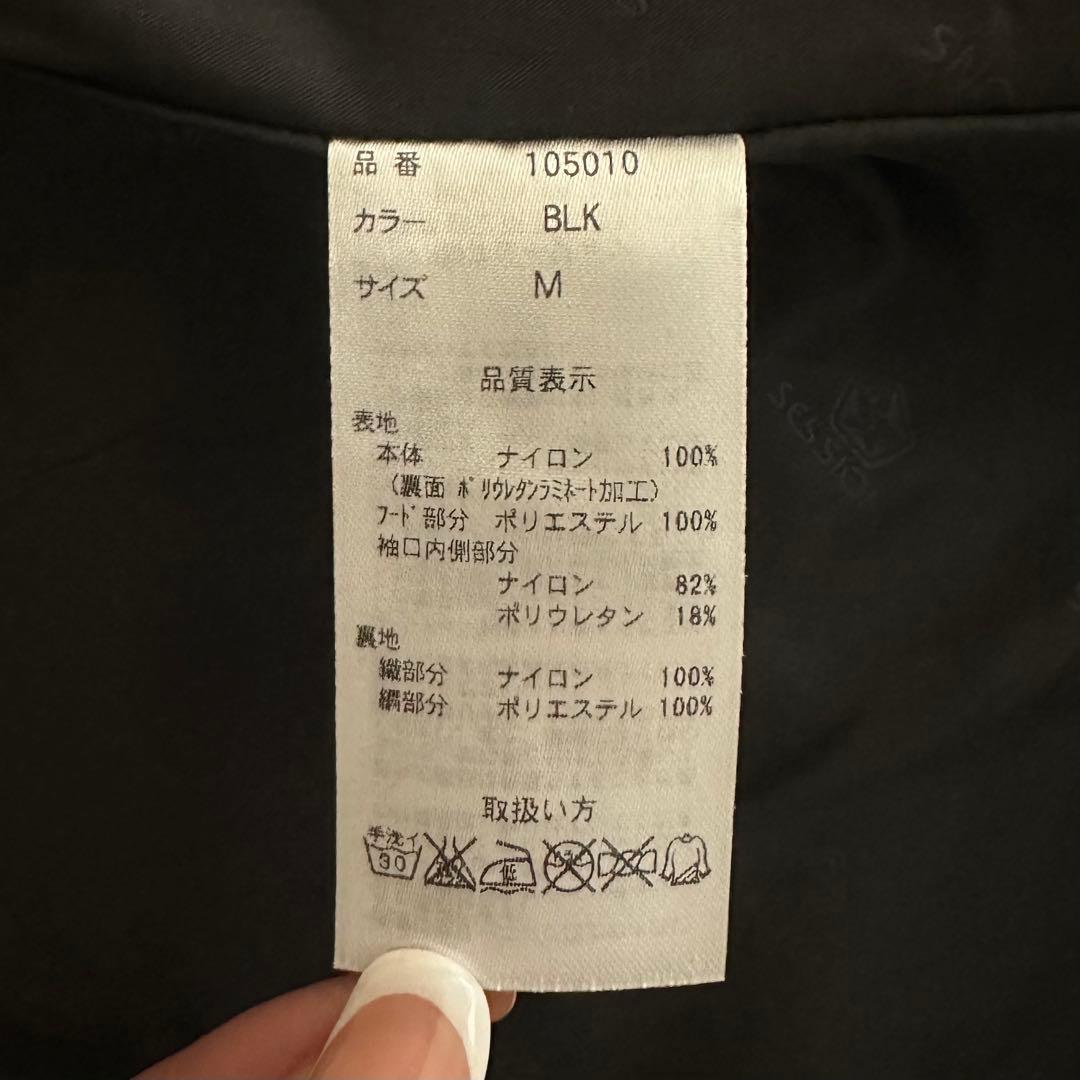 品番 105010
カラー BLK
サイズ M
品質表示
表地
本体 ナイロン 100%
(裏面 ポリウレタンラミネート加工)
フード部分 ポリエステル 100%
袖口内側部分
ナイロン 82%
ポリウレタン 18%
裏地
織部分 ナイロン 100%
編部分 ポリエステル 100%
取扱い方
手洗イ
30
低